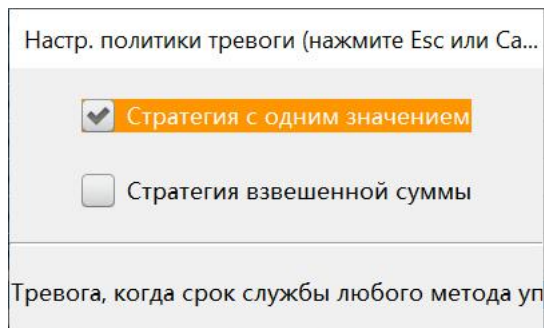 Настр. политики тревоги (нажмите Esc или Ca...
Стратегия с одним значением
Стратегия взвешенной суммы
Тревога, когда срок службы любого метода уп